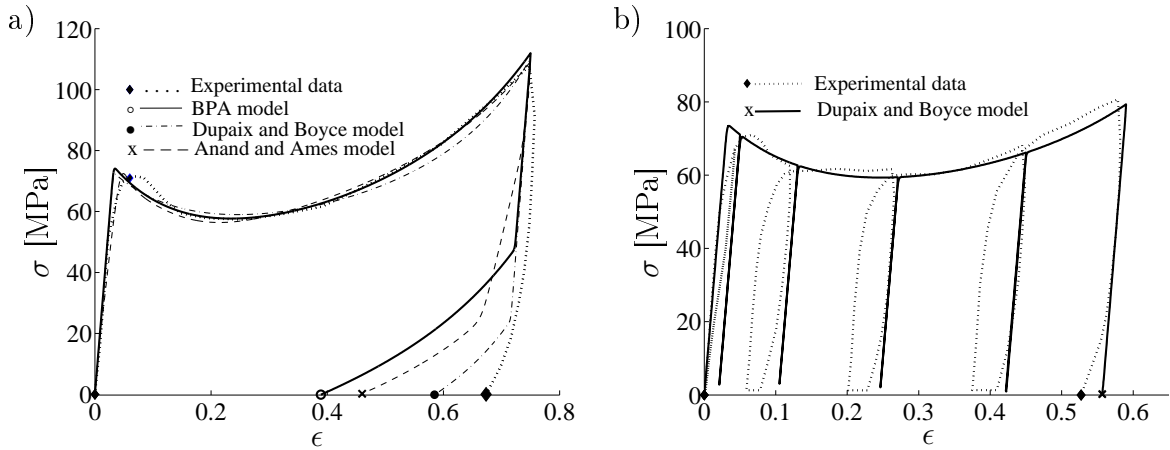 a)
120
100
80
60
40
20
0
σ [MPa]
Experimental data
BPA model
Dupaix and Boyce model
x Anand and Ames model
0 0.2 0.4 0.6 0.8
ϵ
b)
100
80
60
40
20
0
σ [MPa]
Experimental data
x Dupaix and Boyce model
0 0.1 0.2 0.3 0.4 0.5 0.6
ϵ